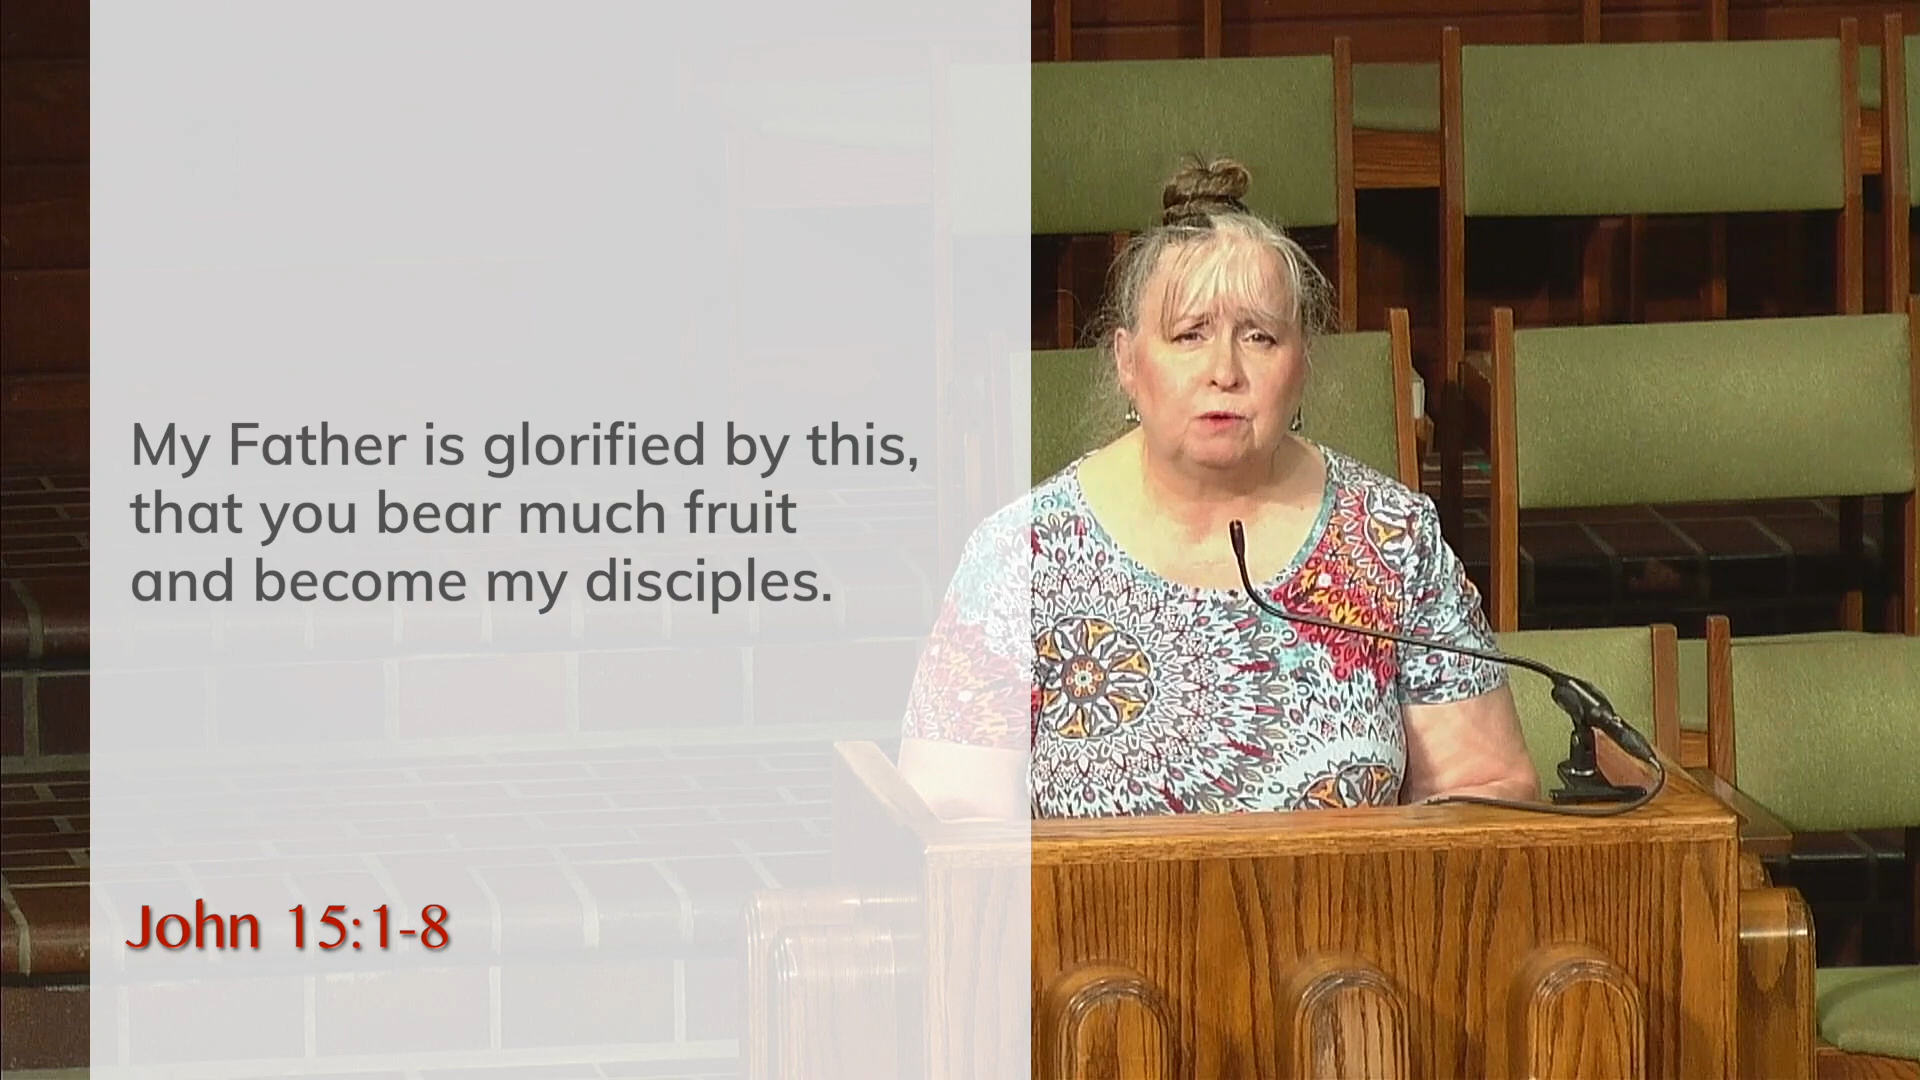 My Father is glorified by this,
that you bear much fruit
and become my disciples.
John 15:1-8